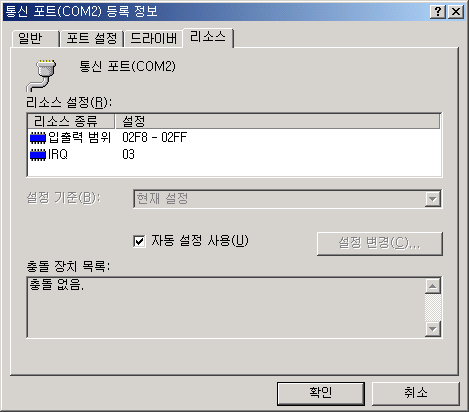 통신 포트(COM2) 등록 정보
일반 포트 설정 드라이버 리소스
통신 포트(COM2)
리소스 설정(R):
리소스 종류 설정
입출력 범위 02F8 - 02FF
IRQ 03
설정 기준(B): 현재 설정
자동 설정 사용(U) 설정 변경(C)...
충돌 장치 목록:
충돌 없음.
확인 취소